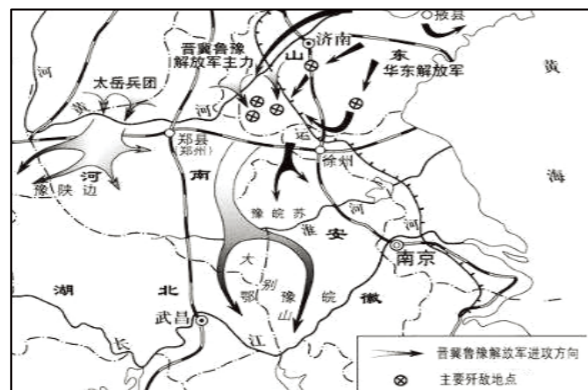 掖县
济南
晋冀鲁豫
解放军主力
山
东
华东解放军
黄
海
太岳兵团
河
黄
河
运
郑县
(郑州)
徐州
河
南
豫陕边
豫皖苏
河
淮
安
河
南京
大
别
山
鄂
豫
皖
徽
湖
北
武昌
长
江
晋冀鲁豫解放军进攻方向
主要歼敌地点